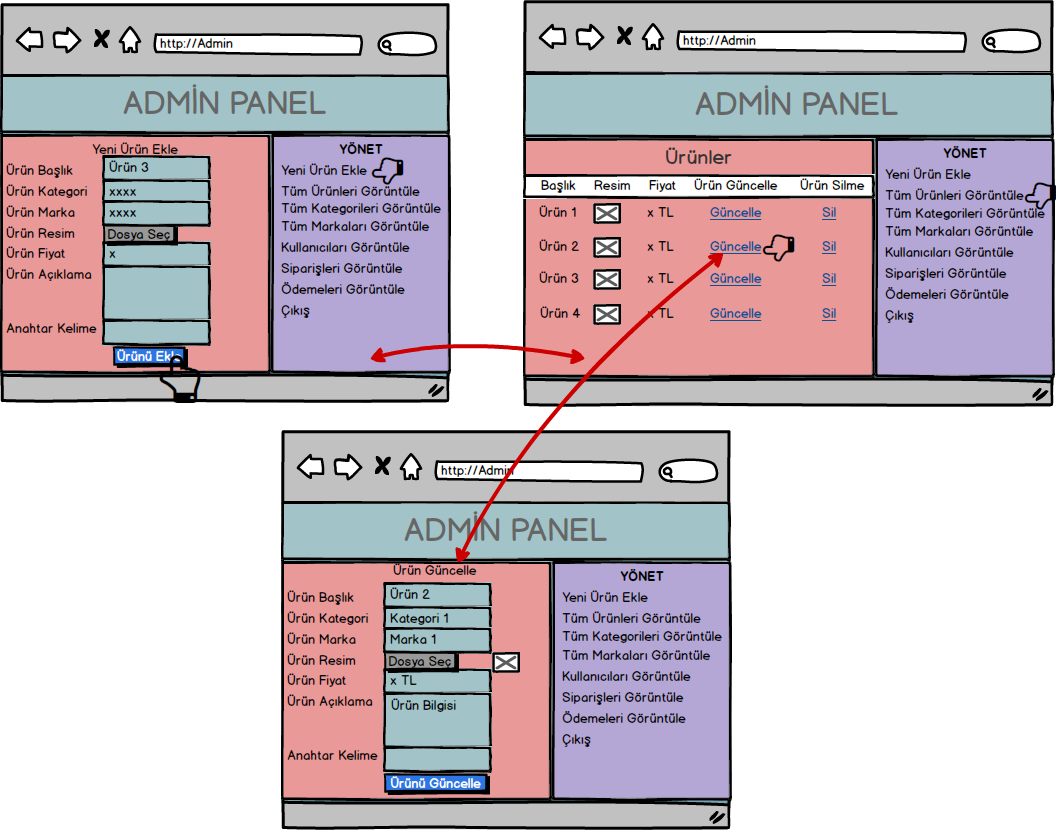 http://Admin
ADMİN PANEL
Yeni Ürün Ekle
Ürün Başlık Ürün 3
Ürün Kategori xxxx
Ürün Marka xxxx
Ürün Resim Dosya Seç
Ürün Fiyat x
Ürün Açıklama
Anahtar Kelime
Ürünü Ekle
YÖNET
Yeni Ürün Ekle
Tüm Ürünleri Görüntüle
Tüm Kategorileri Görüntüle
Tüm Markaları Görüntüle
Kullanıcıları Görüntüle
Siparişleri Görüntüle
Ödemeleri Görüntüle
Çıkış
http://Admin
ADMİN PANEL
Ürünler
Başlık Resim Fiyat Ürün Güncelle Ürün Silme
Ürün 1 x TL Güncelle Sil
Ürün 2 x TL Güncelle Sil
Ürün 3 x TL Güncelle Sil
Ürün 4 x TL Güncelle Sil
YÖNET
Yeni Ürün Ekle
Tüm Ürünleri Görüntüle
Tüm Kategorileri Görüntüle
Tüm Markaları Görüntüle
Kullanıcıları Görüntüle
Siparişleri Görüntüle
Ödemeleri Görüntüle
Çıkış
http://Admin
ADMİN PANEL
Ürün Güncelle
Ürün Başlık Ürün 2
Ürün Kategori Kategori 1
Ürün Marka Marka 1
Ürün Resim Dosya Seç
Ürün Fiyat x TL
Ürün Açıklama Ürün Bilgisi
Anahtar Kelime
Ürünü Güncelle
YÖNET
Yeni Ürün Ekle
Tüm Ürünleri Görüntüle
Tüm Kategorileri Görüntüle
Tüm Markaları Görüntüle
Kullanıcıları Görüntüle
Siparişleri Görüntüle
Ödemeleri Görüntüle
Çıkış